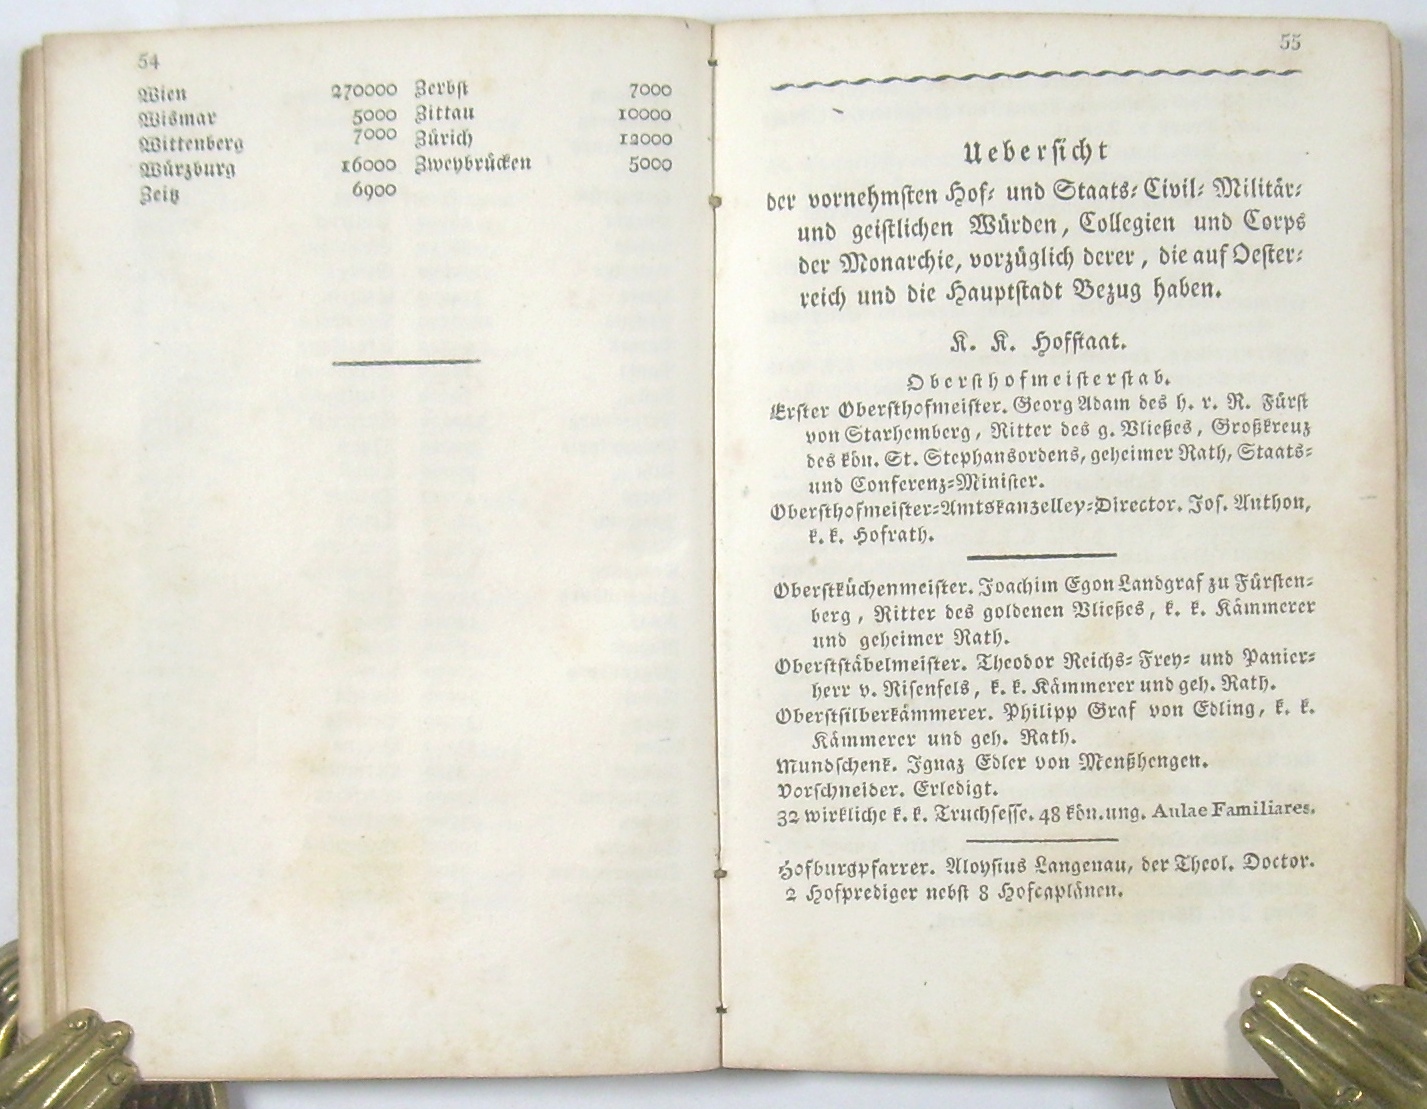 54
Wien 270000 Zerbst 7000
Wismar 5000 Zittau 10000
Wittenberg 7000 Zürich 12000
Würzburg 16000 Zweybrücken 5000
Zeitz 6900
55
Uebersicht
der vornehmsten Hof- und Staats- Civil- Militär-
und geistlichen Würden, Collegien und Corps
der Monarchie, vorzüglich derer, die auf Oester-
reich und die Hauptstadt Bezug haben.
K. K. Hofstaat.
Obersthofmeisterstab.
Erster Obersthofmeister. Georg Adam des h. r. R. Fürst
von Starhemberg, Ritter des g. Vließes, Großkreuz
des kön. St. Stephansordens, geheimer Rath, Staats-
und Conferenz-Minister.
Obersthofmeister-Amtskanzelley-Director. Jos. Anthon,
k. k. Hofrath.
Oberstküchenmeister. Joachim Egon Landgraf zu Fürsten-
berg, Ritter des goldenen Vließes, k. k. Kämmerer
und geheimer Rath.
Oberststäbelmeister. Theodor Reichs- Frey- und Panier-
herr v. Risenfels, k. k. Kämmerer und geh. Rath.
Oberstsilberkämmerer. Philipp Graf von Edling, k. k.
Kämmerer und geh. Rath.
Mundschenk. Ignaz Edler von Menßhengen.
Vorschneider. Erledigt.
32 wirkliche k. k. Truchsesse. 48 kön. ung. Aulae Familiares.
Hofburgpfarrer. Aloysius Langenau, der Theol. Doctor.
2 Hofprediger nebst 8 Hofcaplänen.